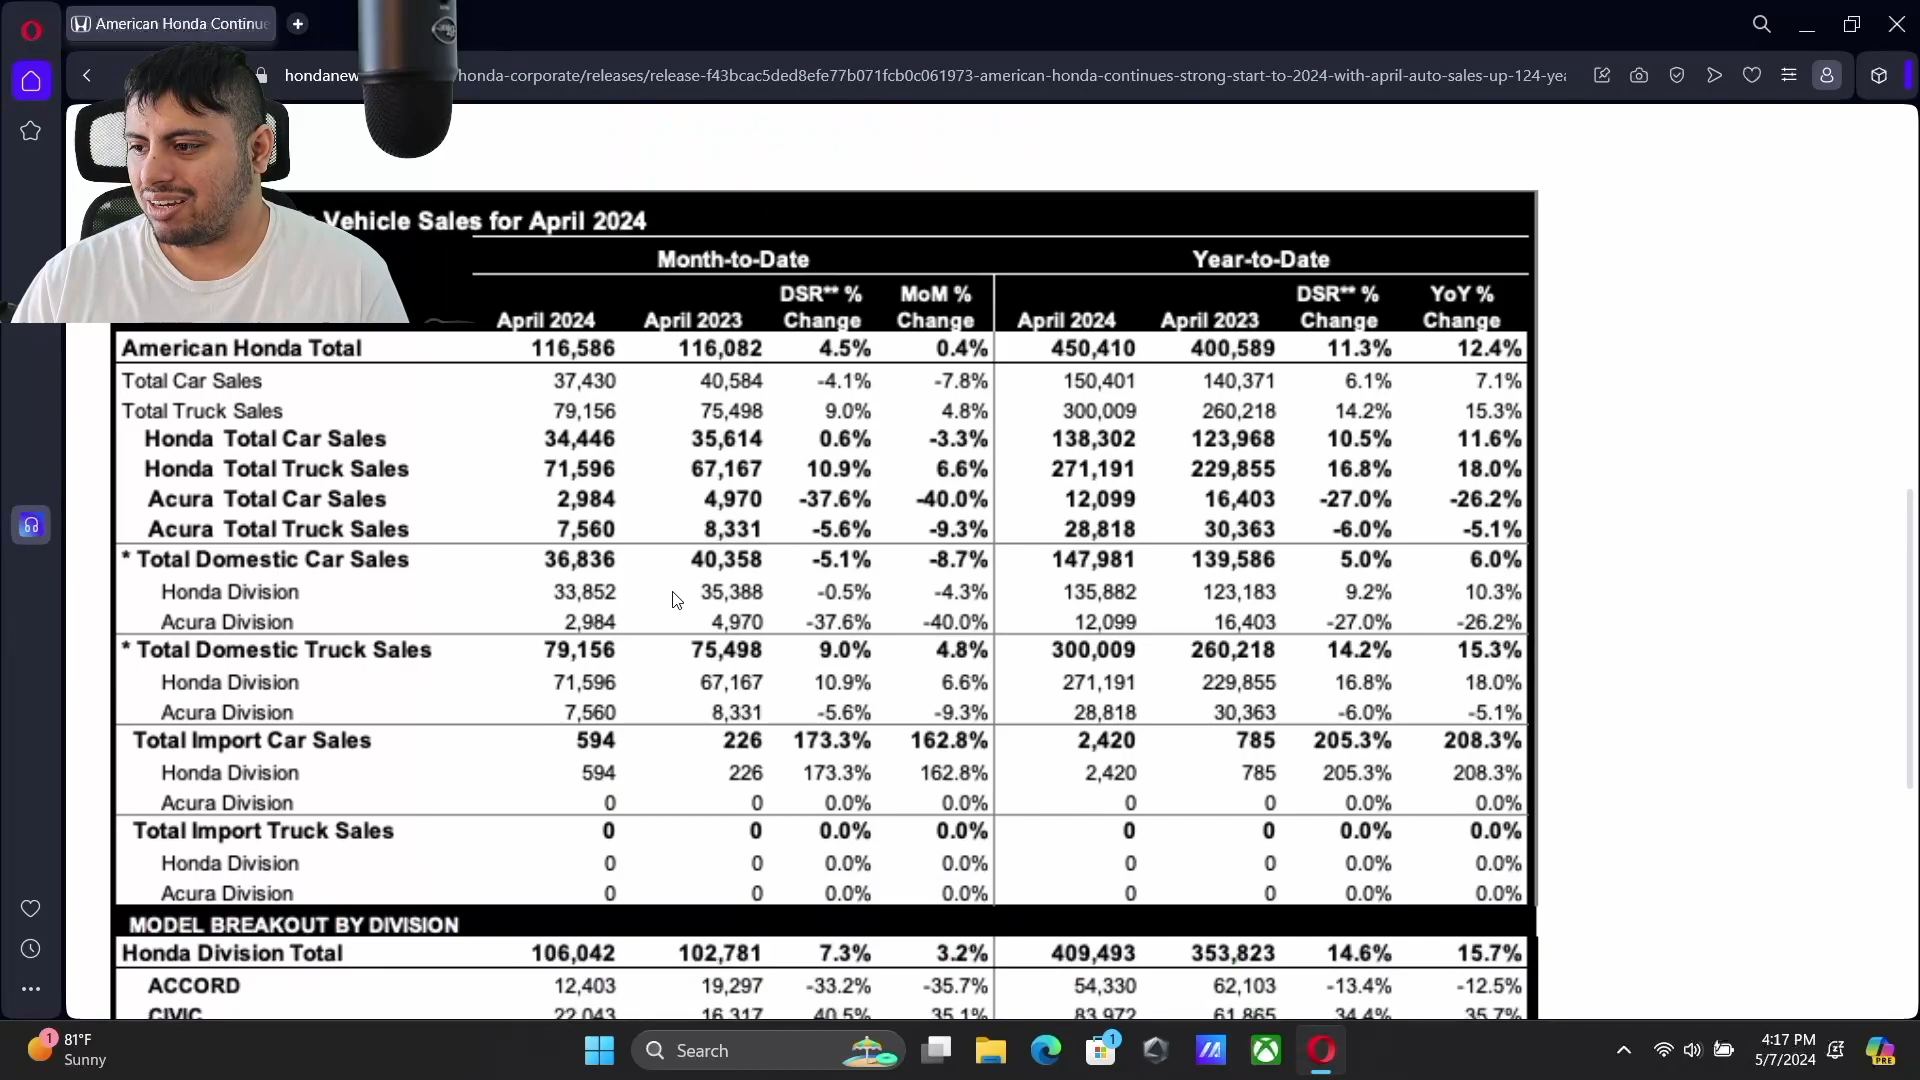 American Honda Continue
hondanew
honda-corporate/releases/release-f43bcac5ded8efe77b071fcb0c061973-american-honda-continues-strong-start-to-2024-with-april-auto-sales-up-124-yea
Vehicle Sales for April 2024
Month-to-Date Year-to-Date
DSR** % MoM % DSR** % YoY %
April 2024 April 2023 Change Change April 2024 April 2023 Change Change
American Honda Total 116,586 116,082 4.5% 0.4% 450,410 400,589 11.3% 12.4%
Total Car Sales 37,430 40,584 -4.1% -7.8% 150,401 140,371 6.1% 7.1%
Total Truck Sales 79,156 75,498 9.0% 4.8% 300,009 260,218 14.2% 15.3%
Honda Total Car Sales 34,446 35,614 0.6% -3.3% 138,302 123,968 10.5% 11.6%
Honda Total Truck Sales 71,596 67,167 10.9% 6.6% 271,191 229,855 16.8% 18.0%
Acura Total Car Sales 2,984 4,970 -37.6% -40.0% 12,099 16,403 -27.0% -26.2%
Acura Total Truck Sales 7,560 8,331 -5.6% -9.3% 28,818 30,363 -6.0% -5.1%
* Total Domestic Car Sales 36,836 40,358 -5.1% -8.7% 147,981 139,586 5.0% 6.0%
Honda Division 33,852 35,388 -0.5% -4.3% 135,882 123,183 9.2% 10.3%
Acura Division 2,984 4,970 -37.6% -40.0% 12,099 16,403 -27.0% -26.2%
* Total Domestic Truck Sales 79,156 75,498 9.0% 4.8% 300,009 260,218 14.2% 15.3%
Honda Division 71,596 67,167 10.9% 6.6% 271,191 229,855 16.8% 18.0%
Acura Division 7,560 8,331 -5.6% -9.3% 28,818 30,363 -6.0% -5.1%
Total Import Car Sales 594 226 173.3% 162.8% 2,420 785 205.3% 208.3%
Honda Division 594 226 173.3% 162.8% 2,420 785 205.3% 208.3%
Acura Division 0 0 0.0% 0.0% 0 0 0.0% 0.0%
Total Import Truck Sales 0 0 0.0% 0.0% 0 0 0.0% 0.0%
Honda Division 0 0 0.0% 0.0% 0 0 0.0% 0.0%
Acura Division 0 0 0.0% 0.0% 0 0 0.0% 0.0%
MODEL BREAKOUT BY DIVISION
Honda Division Total 106,042 102,781 7.3% 3.2% 409,493 353,823 14.6% 15.7%
ACCORD 12,403 19,297 -33.2% -35.7% 54,330 62,103 -13.4% -12.5%
CIVIC 22,043 16,317 40.5% 35.1% 83,972 61,865 34.4% 35.7%
1 81°F
Sunny
Search
1
4:17 PM
5/7/2024
PRE